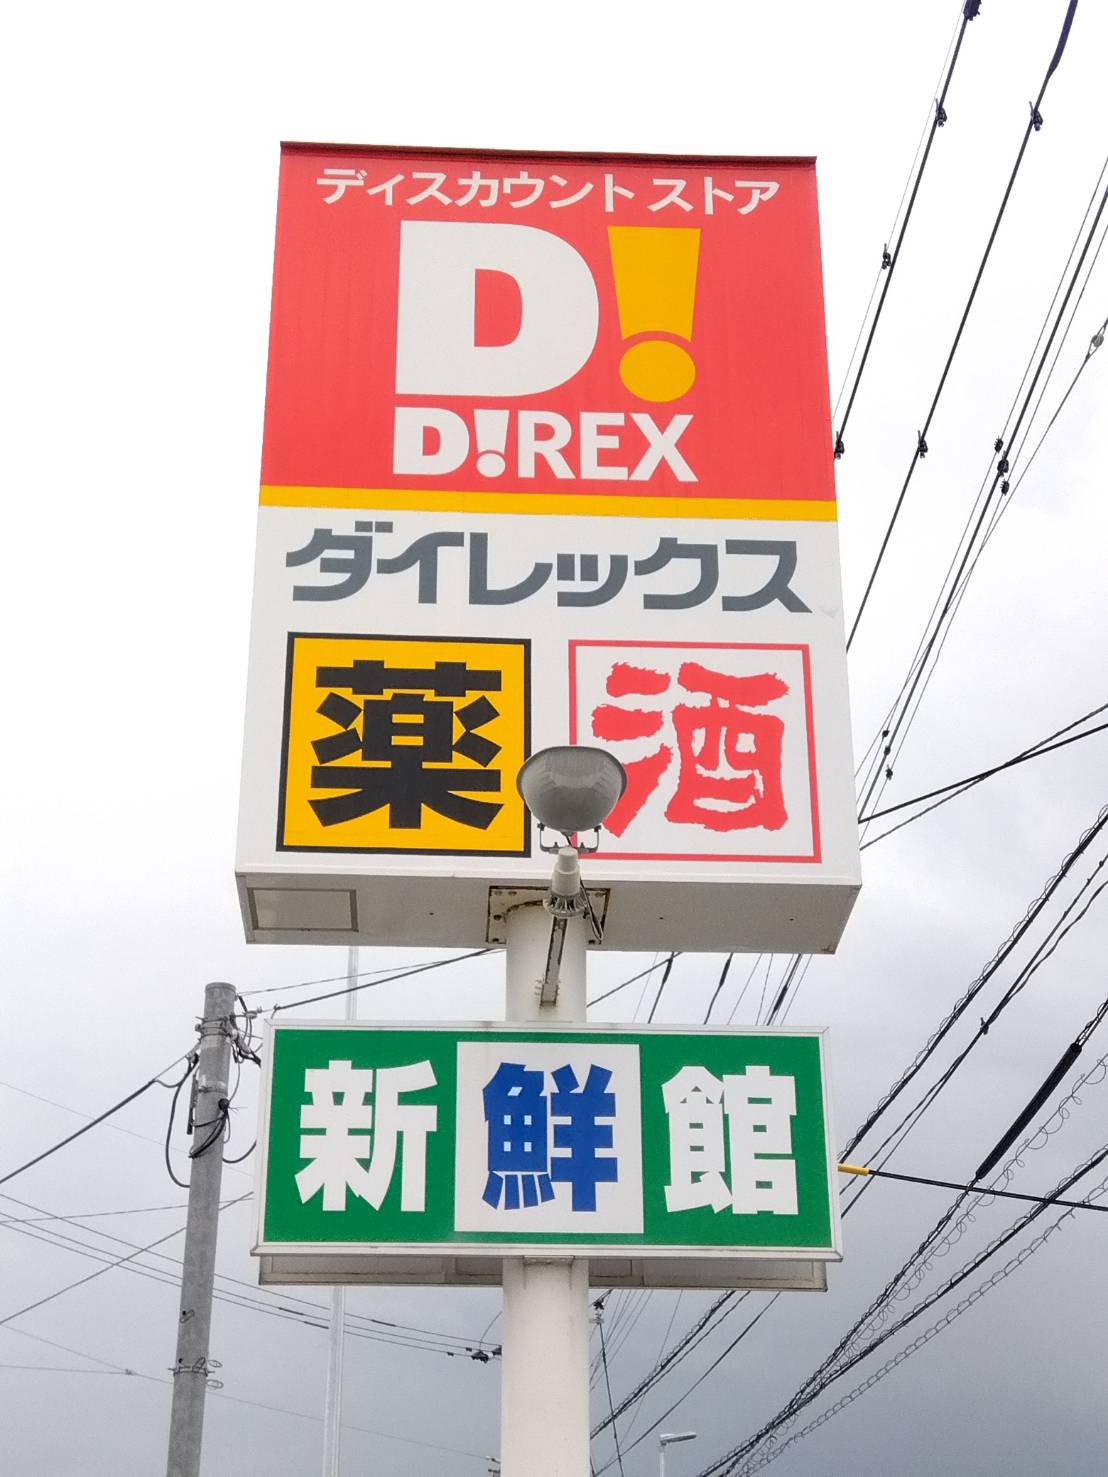 ディスカウント ストア
D!
D!REX
ダイレックス
薬 酒
新鮮館